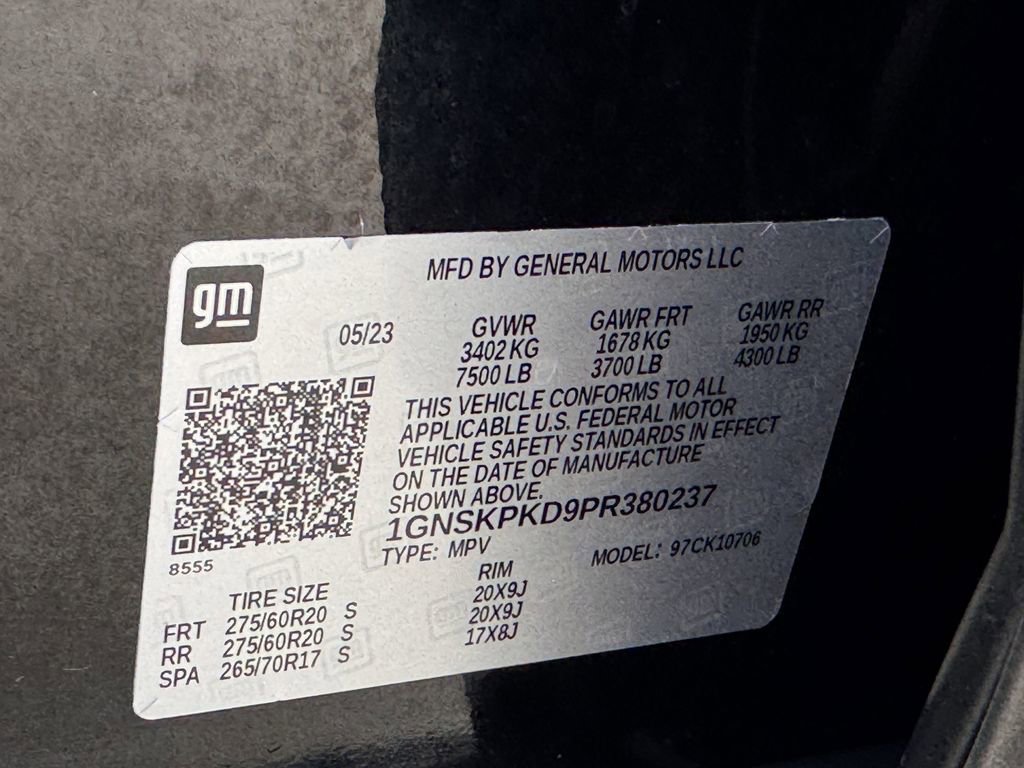 MFD BY GENERAL MOTORS LLC
gm
05/23
GVWR GAWR FRT GAWR RR
3402 KG 1678 KG 1950 KG
7500 LB 3700 LB 4300 LB
THIS VEHICLE CONFORMS TO ALL
APPLICABLE U.S. FEDERAL MOTOR
VEHICLE SAFETY STANDARDS IN EFFECT
ON THE DATE OF MANUFACTURE
SHOWN ABOVE.
1GNSKPKD9PR380237
TYPE: MPV MODEL: 97CK10706
8555
TIRE SIZE RIM
FRT 275/60R20 S 20X9J
RR 275/60R20 S 20X9J
SPA 265/70R17 S 17X8J